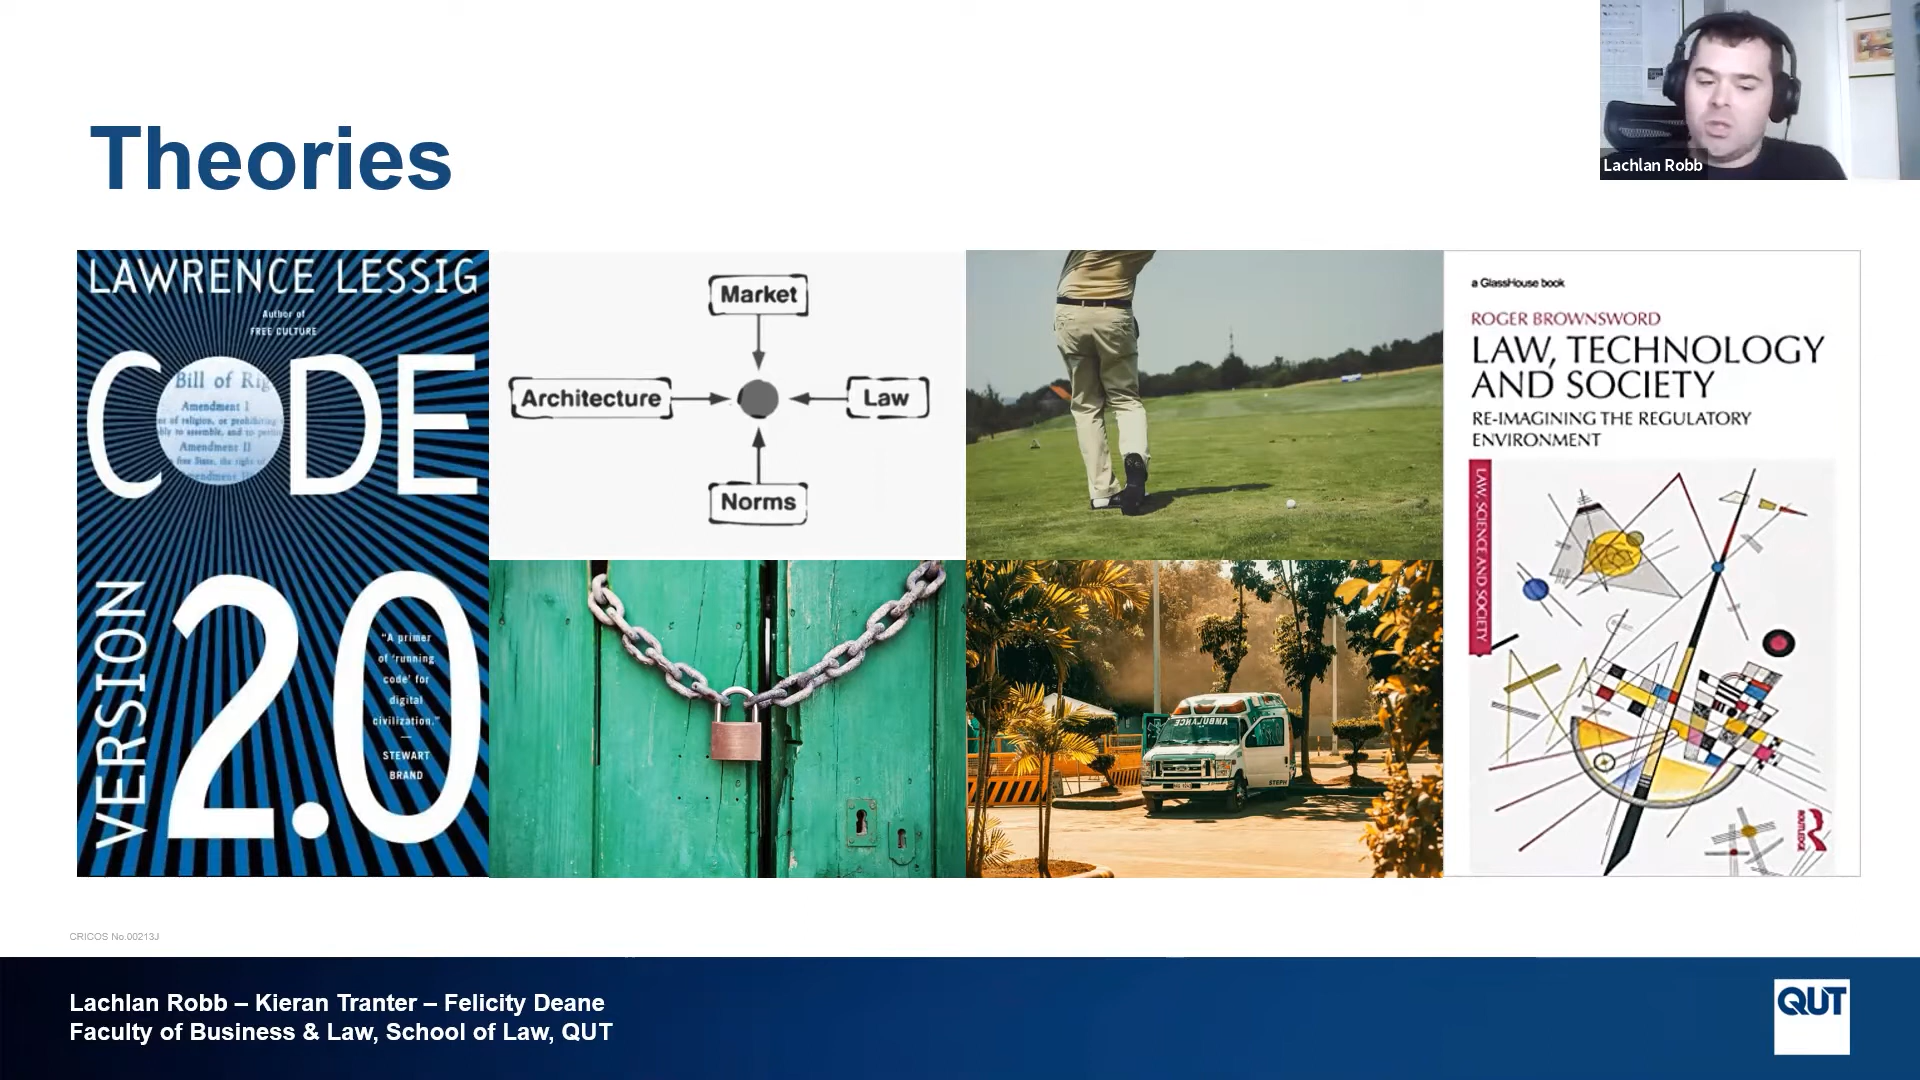 Theories
Lachlan Robb
LAWRENCE LESSIG
Author of
FREE CULTURE
CODE
Bill of Rig
Amendment I
Amendment II
VERSION
2.0
"A primer
of 'running
code' for
digital
civilization."
—
STEWART
BRAND
Market
Architecture
Law
Norms
AMBULANCE
a GlassHouse book
ROGER BROWNSWORD
LAW, TECHNOLOGY
AND SOCIETY
RE-IMAGINING THE REGULATORY
ENVIRONMENT
LAW, SCIENCE AND SOCIETY
ROUTLEDGE
CRICOS No.00213J
Lachlan Robb – Kieran Tranter – Felicity Deane
Faculty of Business & Law, School of Law, QUT
QUT